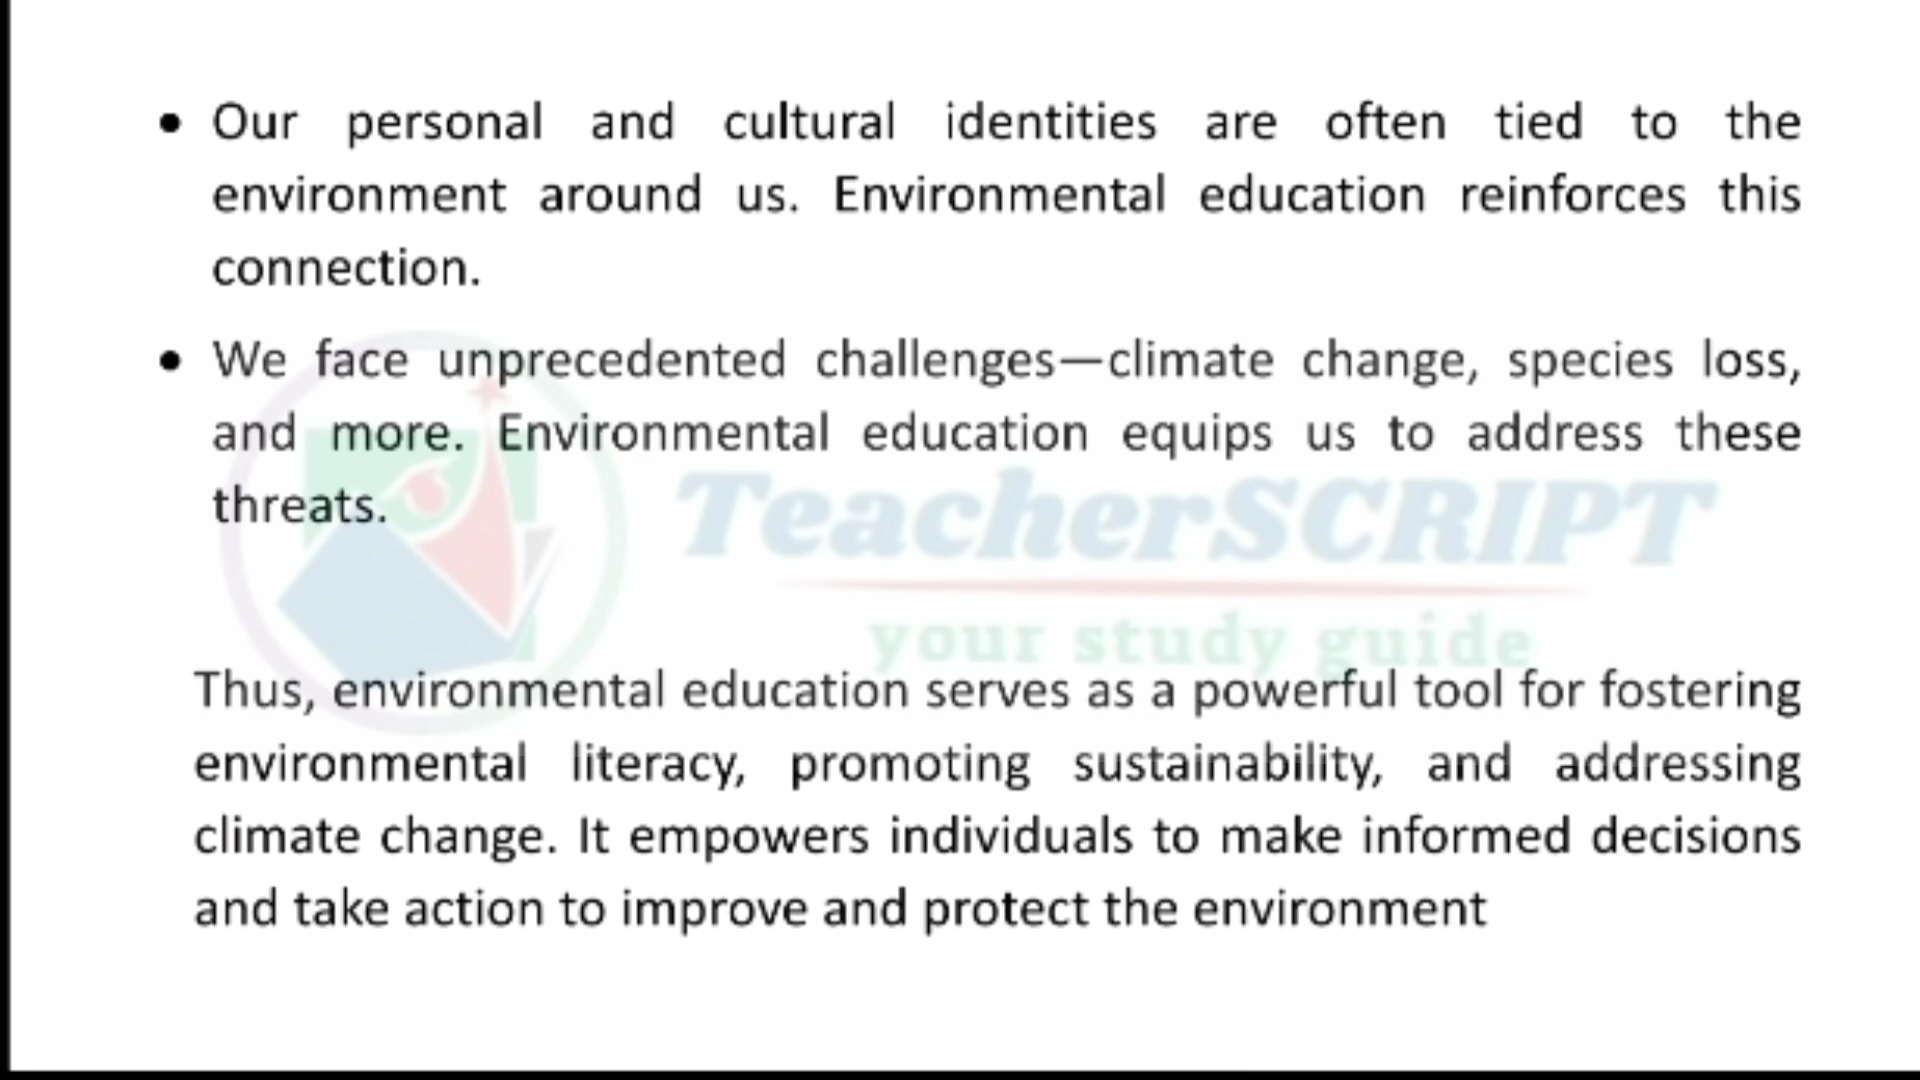 • Our personal and cultural identities are often tied to the
environment around us. Environmental education reinforces this
connection.
• We face unprecedented challenges—climate change, species loss,
and more. Environmental education equips us to address these
threats.
TeacherSCRIPT
your study guide
Thus, environmental education serves as a powerful tool for fostering
environmental literacy, promoting sustainability, and addressing
climate change. It empowers individuals to make informed decisions
and take action to improve and protect the environment